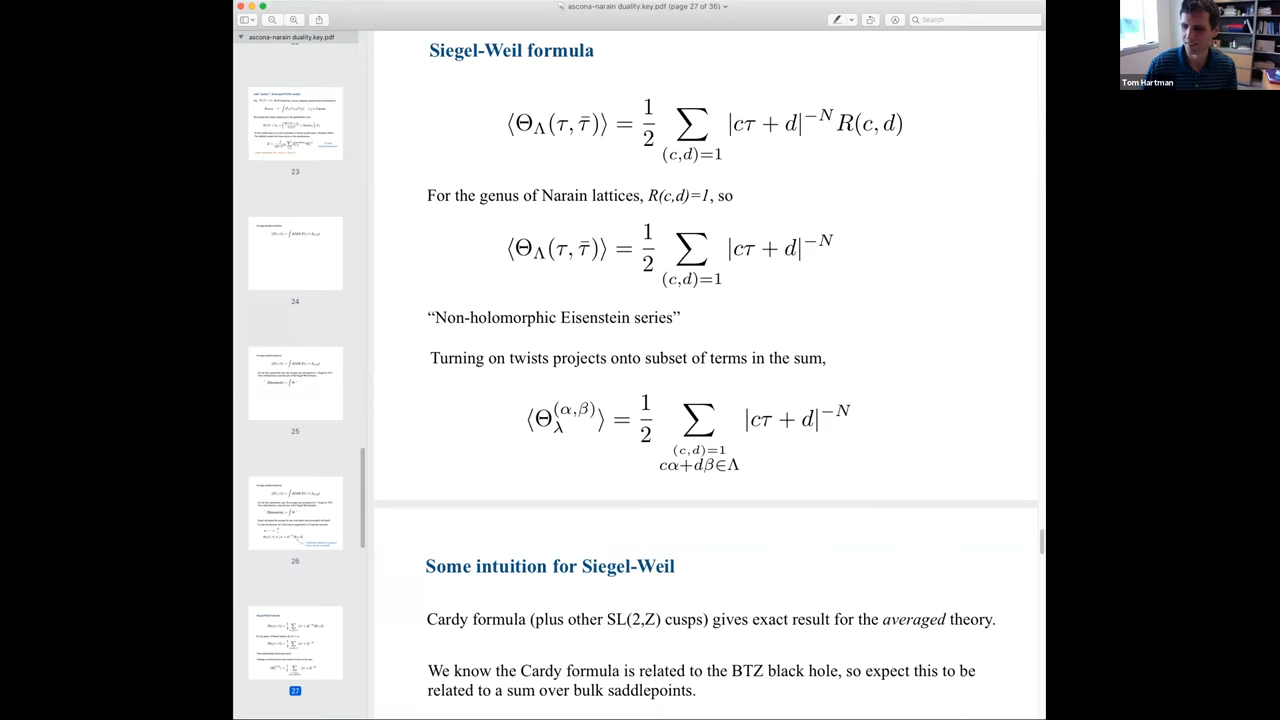 ascona-narain duality.key.pdf (page 27 of 36)
Search
ascona-narain duality.key.pdf
Tom Hartman
23
24
25
26
27
Siegel-Weil formula
⟨Θ_Λ(τ, τ̄)⟩ = 1/2 ∑_{(c,d)=1} |cτ + d|^{−N} R(c, d)
For the genus of Narain lattices, R(c,d)=1, so
⟨Θ_Λ(τ, τ̄)⟩ = 1/2 ∑_{(c,d)=1} |cτ + d|^{−N}
“Non-holomorphic Eisenstein series”
Turning on twists projects onto subset of terms in the sum,
⟨Θ_λ^{(α,β)}⟩ = 1/2 ∑_{(c,d)=1 cα+dβ∈Λ} |cτ + d|^{−N}
Some intuition for Siegel-Weil
Cardy formula (plus other SL(2,Z) cusps) gives exact result for the averaged theory.
We know the Cardy formula is related to the BTZ black hole, so expect this to be
related to a sum over bulk saddlepoints.